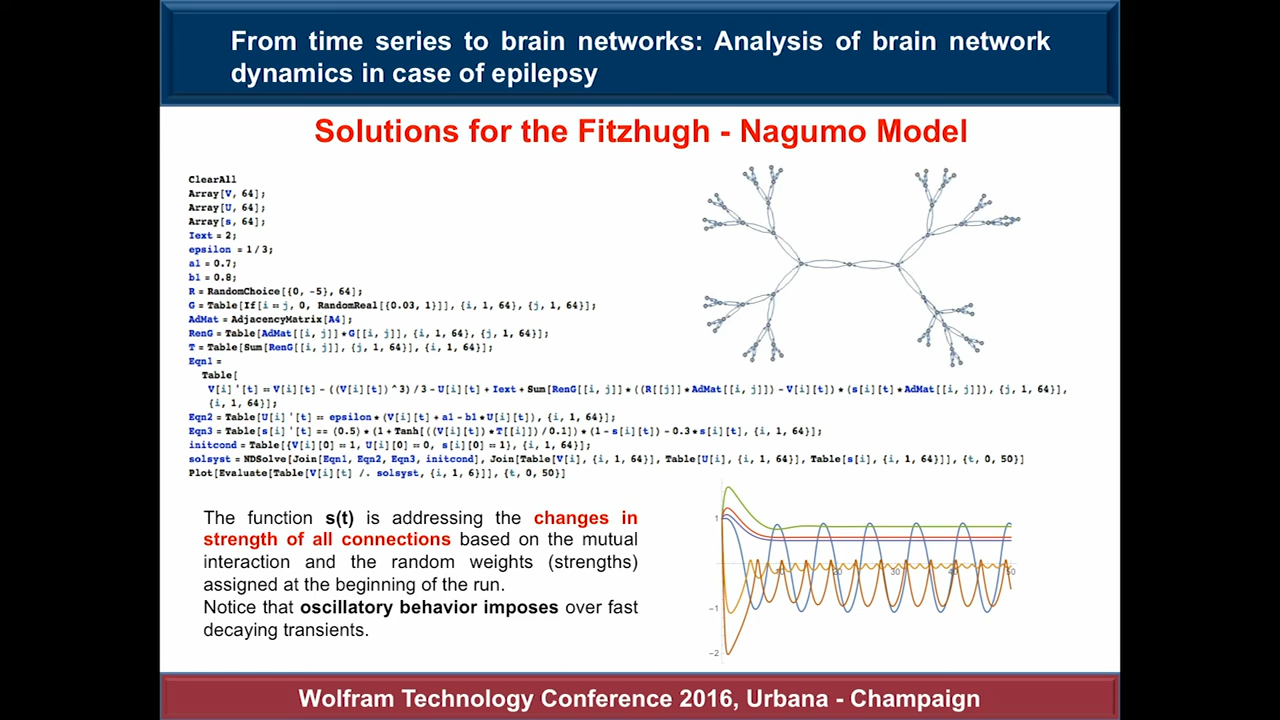 From time series to brain networks: Analysis of brain network
dynamics in case of epilepsy
Solutions for the Fitzhugh - Nagumo Model
ClearAll
Array[V, 64];
Array[U, 64];
Array[s, 64];
Iext = 2;
epsilon = 1/3;
a1 = 0.7;
b1 = 0.8;
R = RandomChoice[{0, -5}, 64];
G = Table[If[i == j, 0, RandomReal[{0.03, 1}]], {i, 1, 64}, {j, 1, 64}];
AdMat = AdjacencyMatrix[A4];
RenG = Table[AdMat[[i, j]]*G[[i, j]], {i, 1, 64}, {j, 1, 64}];
T = Table[Sum[RenG[[i, j]], {j, 1, 64}], {i, 1, 64}];
Eqn1 =
Table[
V[i]'[t] == V[i][t] - ((V[i][t])^3)/3 - U[i][t] + Iext + Sum[RenG[[i, j]]*((R[[j]]*AdMat[[i, j]]) - V[i][t])*(s[i][t]*AdMat[[i, j]]), {j, 1, 64}],
{i, 1, 64}];
Eqn2 = Table[U[i]'[t] == epsilon*(V[i][t] + a1 - b1*U[i][t]), {i, 1, 64}];
Eqn3 = Table[s[i]'[t] == (0.5)*(1 + Tanh[((V[i][t])*T[[i]])/0.1])*(1 - s[i][t]) - 0.3*s[i][t], {i, 1, 64}];
initcond = Table[{V[i][0] == 1, U[i][0] == 0, s[i][0] == 1}, {i, 1, 64}];
solsyst = NDSolve[Join[Eqn1, Eqn2, Eqn3, initcond], Join[Table[V[i], {i, 1, 64}], Table[U[i], {i, 1, 64}], Table[s[i], {i, 1, 64}]], {t, 0, 50}]
Plot[Evaluate[Table[V[i][t] /. solsyst, {i, 1, 6}]], {t, 0, 50}]
The function s(t) is addressing the changes in
strength of all connections based on the mutual
interaction and the random weights (strengths)
assigned at the beginning of the run.
Notice that oscillatory behavior imposes over fast
decaying transients.
1
10 20 30 40 50
-1
-2
Wolfram Technology Conference 2016, Urbana - Champaign